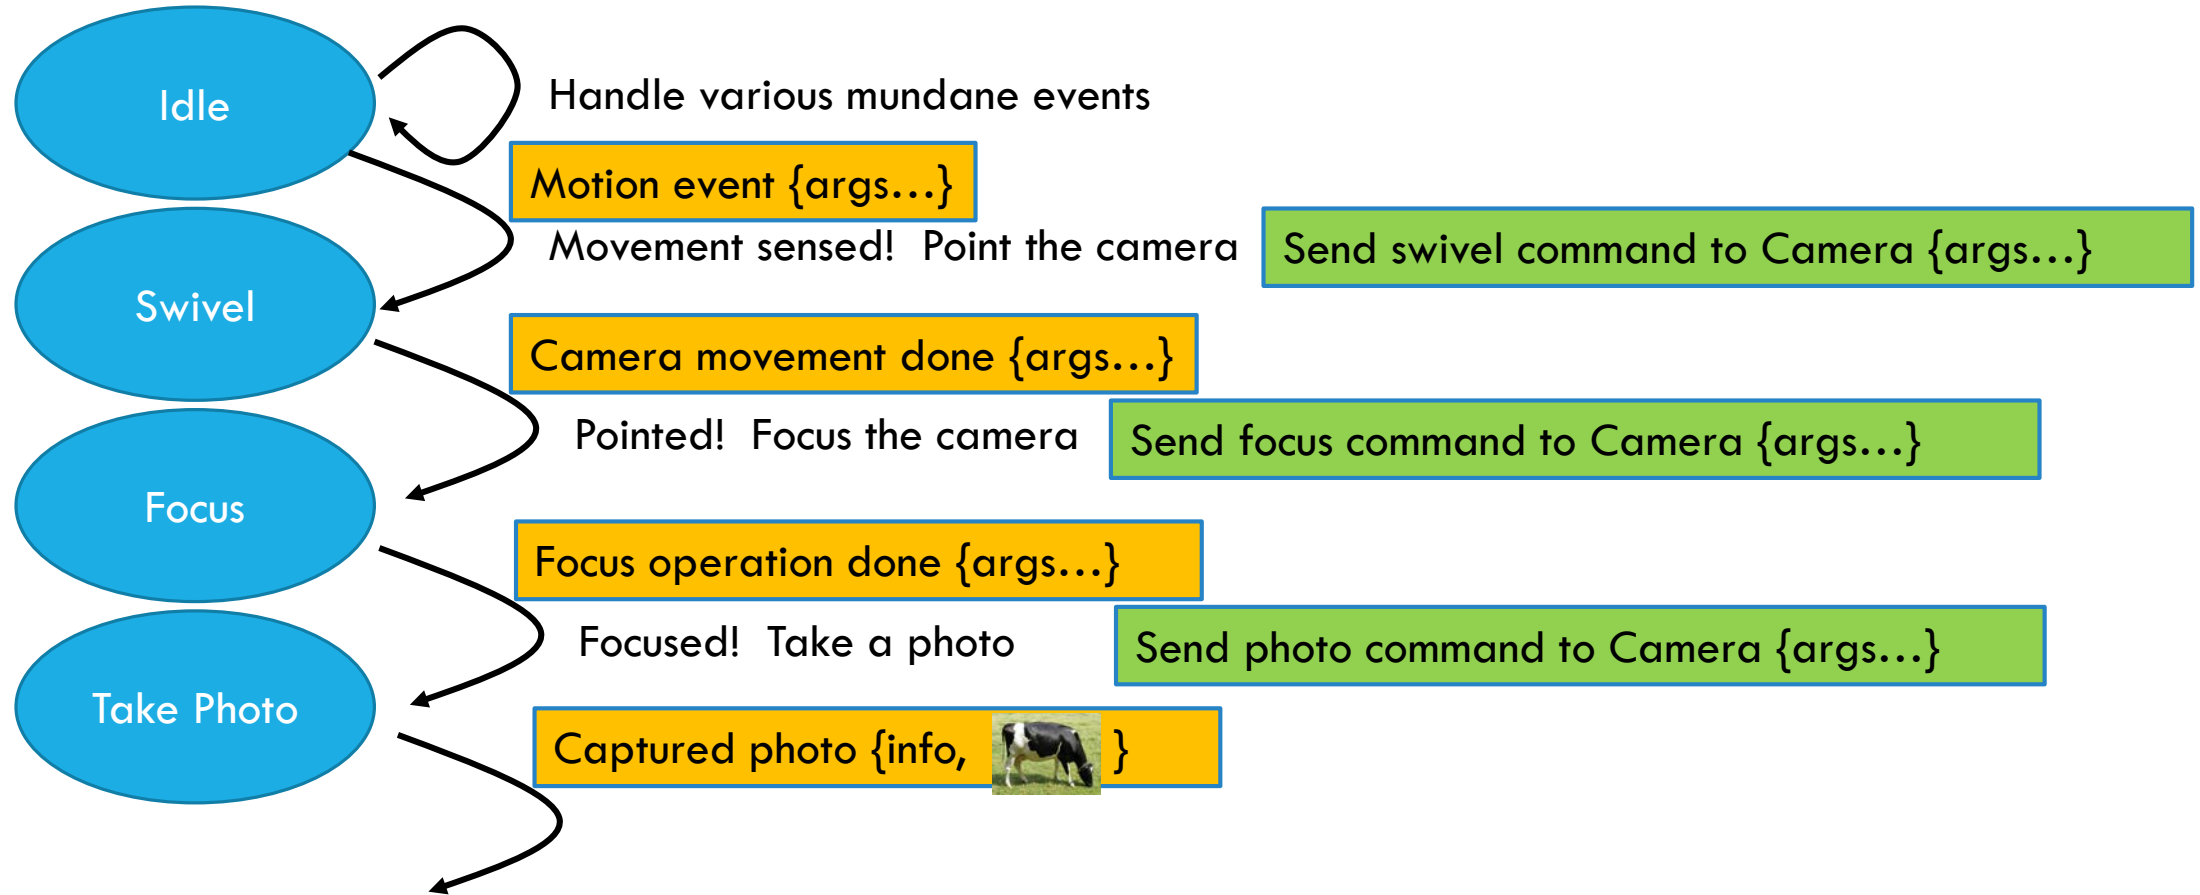 Idle
Handle various mundane events
Motion event {args...}
Movement sensed!  Point the camera
Send swivel command to Camera {args...}
Swivel
Camera movement done {args...}
Pointed!  Focus the camera
Send focus command to Camera {args...}
Focus
Focus operation done {args...}
Focused!  Take a photo
Send photo command to Camera {args...}
Take Photo
Captured photo {info, }